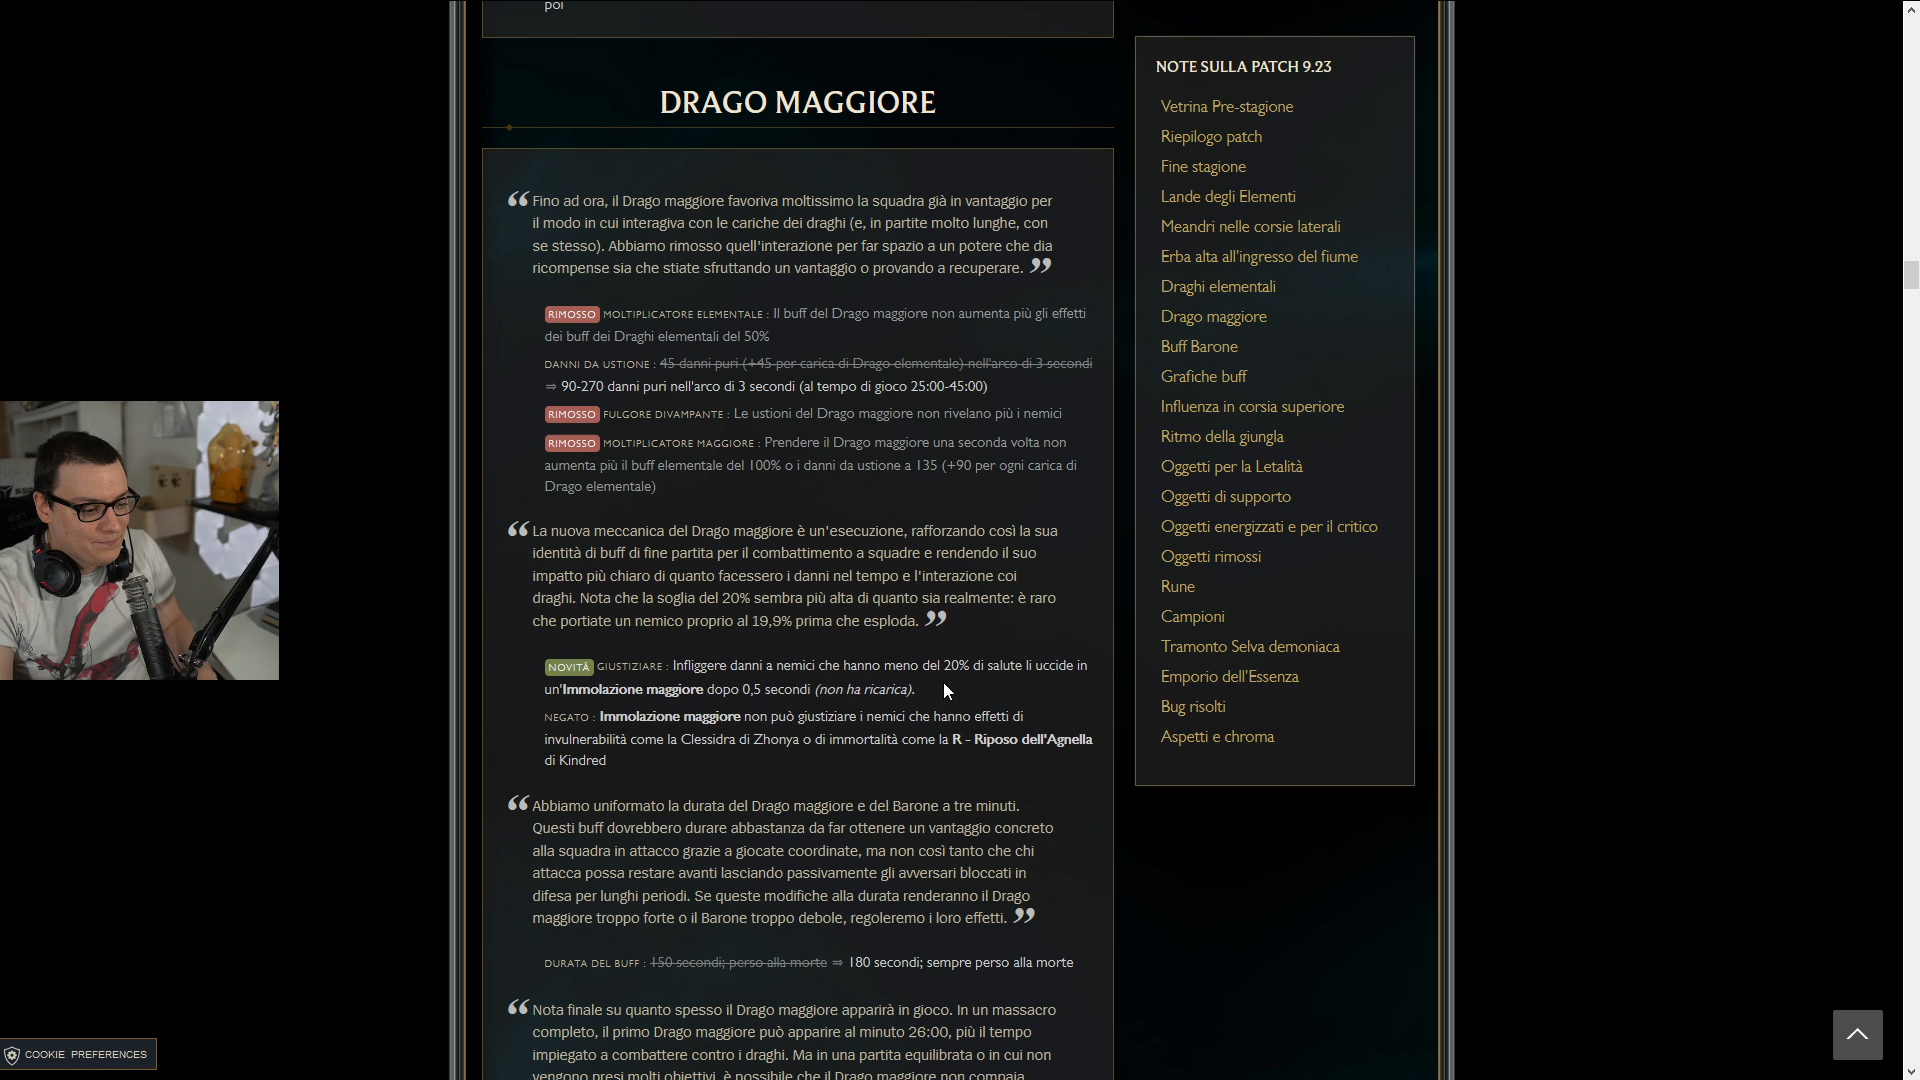 poi
DRAGO MAGGIORE
“ Fino ad ora, il Drago maggiore favoriva moltissimo la squadra già in vantaggio per
il modo in cui interagiva con le cariche dei draghi (e, in partite molto lunghe, con
se stesso). Abbiamo rimosso quell'interazione per far spazio a un potere che dia
ricompense sia che stiate sfruttando un vantaggio o provando a recuperare. ”
RIMOSSO MOLTIPLICATORE ELEMENTALE : Il buff del Drago maggiore non aumenta più gli effetti
dei buff dei Draghi elementali del 50%
DANNI DA USTIONE : 45 danni puri (+45 per carica di Drago elementale) nell'arco di 3 secondi
⇒ 90-270 danni puri nell'arco di 3 secondi (al tempo di gioco 25:00-45:00)
RIMOSSO FULGORE DIVAMPANTE : Le ustioni del Drago maggiore non rivelano più i nemici
RIMOSSO MOLTIPLICATORE MAGGIORE : Prendere il Drago maggiore una seconda volta non
aumenta più il buff elementale del 100% o i danni da ustione a 135 (+90 per ogni carica di
Drago elementale)
“ La nuova meccanica del Drago maggiore è un'esecuzione, rafforzando così la sua
identità di buff di fine partita per il combattimento a squadre e rendendo il suo
impatto più chiaro di quanto facessero i danni nel tempo e l'interazione coi
draghi. Nota che la soglia del 20% sembra più alta di quanto sia realmente: è raro
che portiate un nemico proprio al 19,9% prima che esploda. ”
NOVITÀ GIUSTIZIARE : Infliggere danni a nemici che hanno meno del 20% di salute li uccide in
un'Immolazione maggiore dopo 0,5 secondi (non ha ricarica).
NEGATO : Immolazione maggiore non può giustiziare i nemici che hanno effetti di
invulnerabilità come la Clessidra di Zhonya o di immortalità come la R - Riposo dell'Agnella
di Kindred
“ Abbiamo uniformato la durata del Drago maggiore e del Barone a tre minuti.
Questi buff dovrebbero durare abbastanza da far ottenere un vantaggio concreto
alla squadra in attacco grazie a giocate coordinate, ma non così tanto che chi
attacca possa restare avanti lasciando passivamente gli avversari bloccati in
difesa per lunghi periodi. Se queste modifiche alla durata renderanno il Drago
maggiore troppo forte o il Barone troppo debole, regoleremo i loro effetti. ”
DURATA DEL BUFF : 150 secondi; perso alla morte ⇒ 180 secondi; sempre perso alla morte
“ Nota finale su quanto spesso il Drago maggiore apparirà in gioco. In un massacro
completo, il primo Drago maggiore può apparire al minuto 26:00, più il tempo
impiegato a combattere contro i draghi. Ma in una partita equilibrata o in cui non
vengono presi molti obiettivi, è possibile che il Drago maggiore non compaia
NOTE SULLA PATCH 9.23
Vetrina Pre-stagione
Riepilogo patch
Fine stagione
Lande degli Elementi
Meandri nelle corsie laterali
Erba alta all'ingresso del fiume
Draghi elementali
Drago maggiore
Buff Barone
Grafiche buff
Influenza in corsia superiore
Ritmo della giungla
Oggetti per la Letalità
Oggetti di supporto
Oggetti energizzati e per il critico
Oggetti rimossi
Rune
Campioni
Tramonto Selva demoniaca
Emporio dell'Essenza
Bug risolti
Aspetti e chroma
COOKIE PREFERENCES